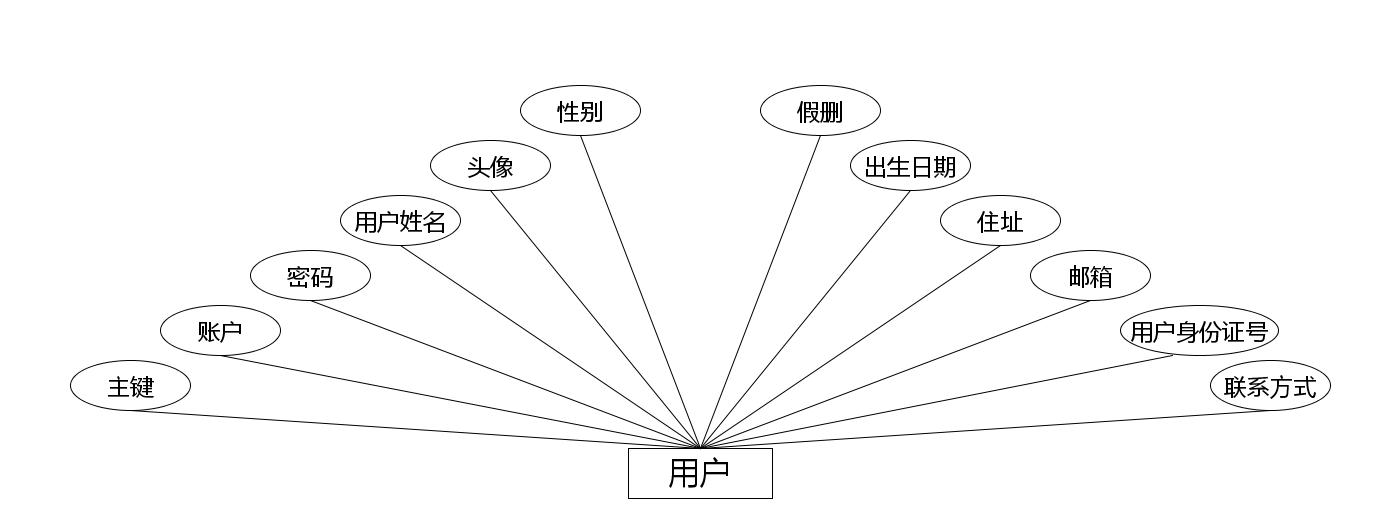 性别
假删
头像
出生日期
用户姓名
住址
密码
邮箱
账户
用户身份证号
主键
联系方式
用户